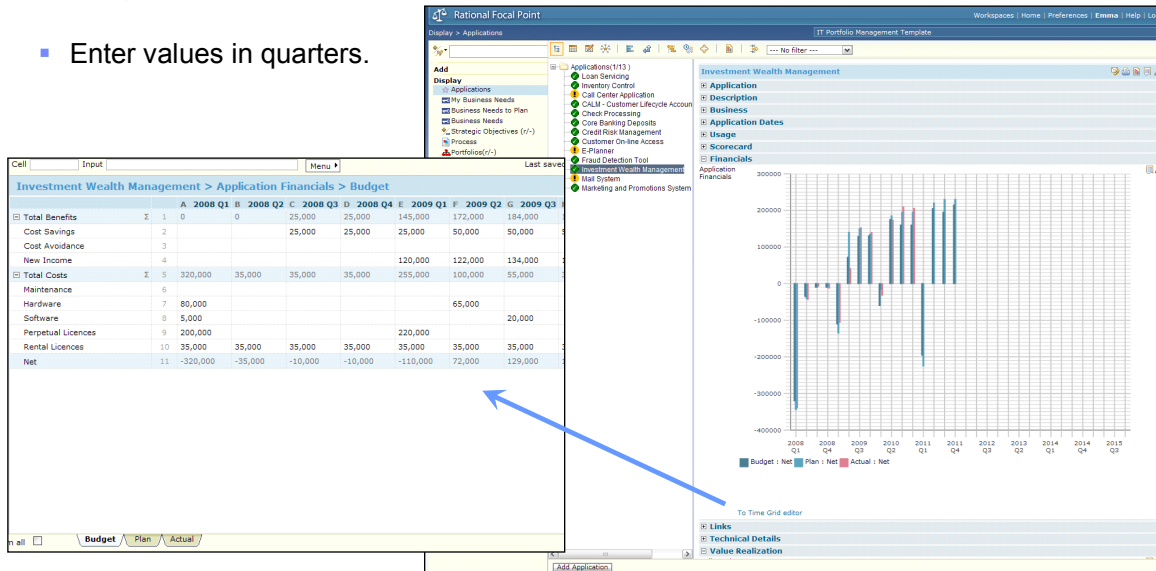 Enter values in quarters.
Rational Focal Point
Workspaces | Home | Preferences | Emma | Help |
Display > Applications
IT Portfolio Management Template
--- No filter ---
Add
Display
Applications
My Business Needs
Business Needs to Plan
Business Needs
Strategic Objectives (r/-)
Process
Portfolios(r/-)
Applications(1/13 )
Loan Servicing
Inventory Control
Call Center Application
CALM - Customer Lifecycle Accoun
Check Processing
Core Banking Deposits
Credit Risk Management
Customer On-line Access
E-Planner
Fraud Detection Tool
Investment Wealth Management
Mail System
Marketing and Promotions System
Investment Wealth Management
Application
Description
Business
Application Dates
Usage
Scorecard
Financials
Application
Financials
300000
200000
100000
0
-100000
-200000
-300000
-400000
2008 2008 2009 2010 2011 2011 2012 2013 2014 2014 2015
Q1 Q4 Q3 Q2 Q1 Q4 Q3 Q2 Q1 Q4 Q3
Budget : Net Plan : Net Actual : Net
To Time Grid editor
Links
Technical Details
Value Realization
Add Application
Cell Input Menu Last saved
Investment Wealth Management > Application Financials > Budget
A 2008 Q1 B 2008 Q2 C 2008 Q3 D 2008 Q4 E 2009 Q1 F 2009 Q2 G 2009 Q3
Total Benefits Σ 1 0 0 25,000 25,000 145,000 172,000 184,000
Cost Savings 2 25,000 25,000 25,000 50,000 50,000
Cost Avoidance 3
New Income 4 120,000 122,000 134,000
Total Costs Σ 5 320,000 35,000 35,000 35,000 255,000 100,000 55,000
Maintenance 6
Hardware 7 80,000 65,000
Software 8 5,000 20,000
Perpetual Licences 9 200,000 220,000
Rental Licences 10 35,000 35,000 35,000 35,000 35,000 35,000 35,000
Net 11 -320,000 -35,000 -10,000 -10,000 -110,000 72,000 129,000
all Budget Plan Actual